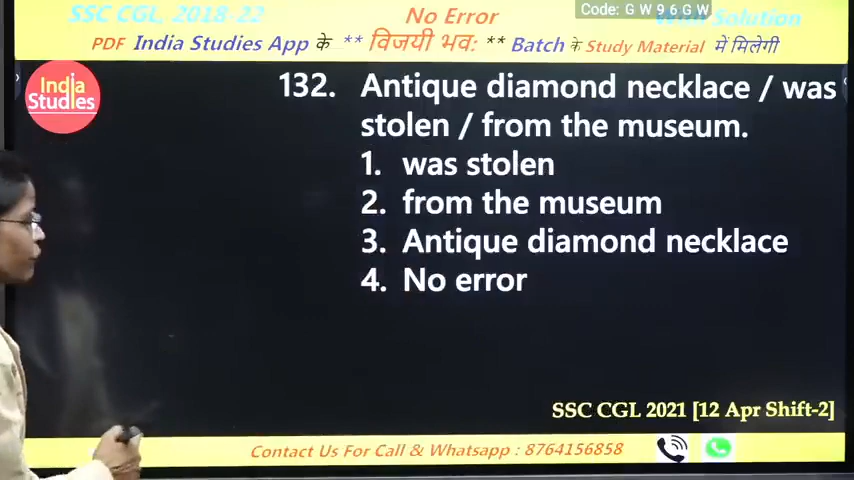 SSC CGL, 2018-22
No Error
Code: G W 9 6 G W
With Solution
PDF India Studies App के ** विजयी भव: ** Batch के Study Material में मिलेगी
India
Studies
132. Antique diamond necklace / was
stolen / from the museum.
1. was stolen
2. from the museum
3. Antique diamond necklace
4. No error
SSC CGL 2021 [12 Apr Shift-2]
Contact Us For Call & Whatsapp : 8764156858